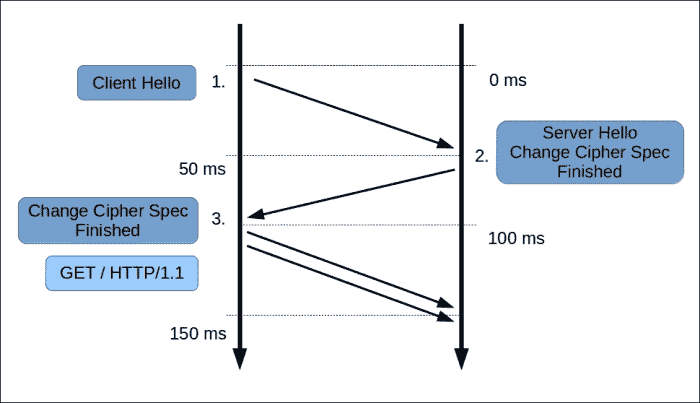 Client Hello
1.
0 ms
Server Hello
Change Cipher Spec
Finished
2.
50 ms
Change Cipher Spec
Finished
3.
100 ms
GET / HTTP/1.1
150 ms